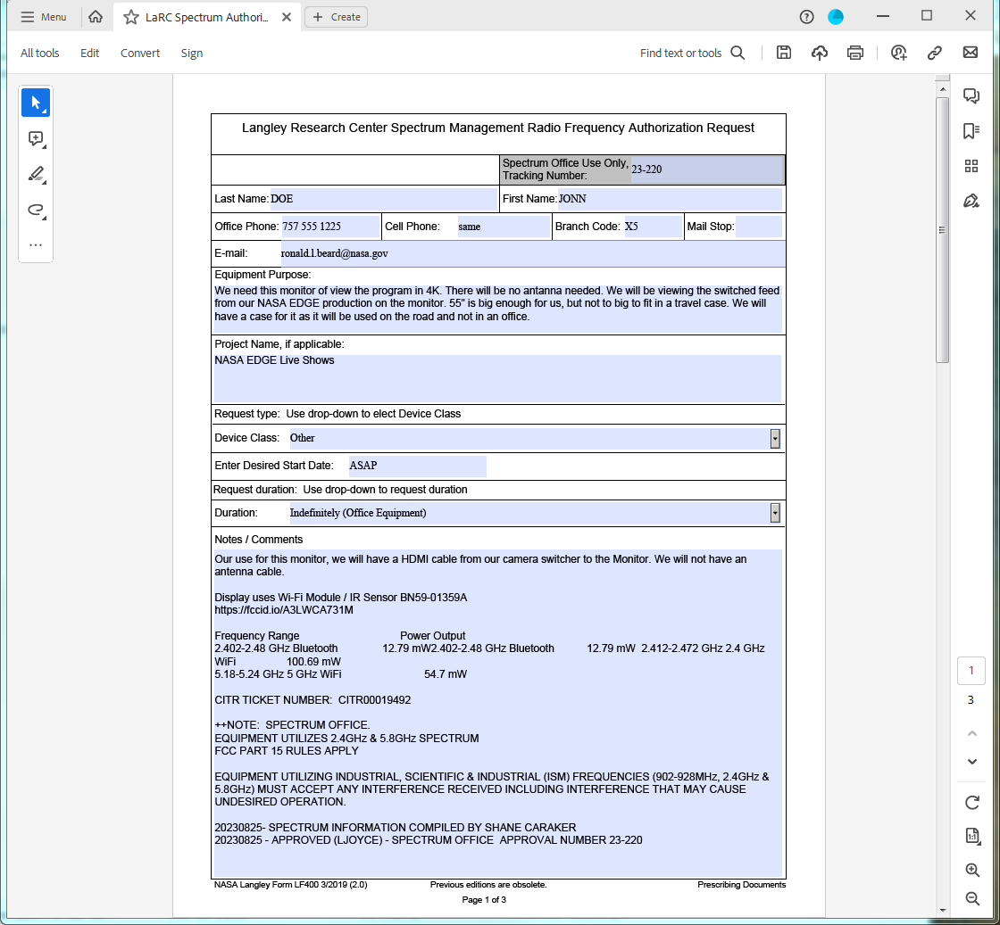 Menu
LaRC Spectrum Authori...
Create
All tools Edit Convert Sign
Find text or tools
Langley Research Center Spectrum Management Radio Frequency Authorization Request
Spectrum Office Use Only,
Tracking Number: 23-220
Last Name: DOE First Name: JONN
Office Phone: 757 555 1225 Cell Phone: same Branch Code: X5 Mail Stop:
E-mail: ronald.l.beard@nasa.gov
Equipment Purpose:
We need this monitor of view the program in 4K. There will be no antanna needed. We will be viewing the switched feed
from our NASA EDGE production on the monitor. 55" is big enough for us, but not to big to fit in a travel case. We will
have a case for it as it will be used on the road and not in an office.
Project Name, if applicable:
NASA EDGE Live Shows
Request type: Use drop-down to elect Device Class
Device Class: Other
Enter Desired Start Date: ASAP
Request duration: Use drop-down to request duration
Duration: Indefinitely (Office Equipment)
Notes / Comments
Our use for this monitor, we will have a HDMI cable from our camera switcher to the Monitor. We will not have an
antenna cable.
Display uses Wi-Fi Module / IR Sensor BN59-01359A
https://fccid.io/A3LWCA731M
Frequency Range Power Output
2.402-2.48 GHz Bluetooth 12.79 mW2.402-2.48 GHz Bluetooth 12.79 mW 2.412-2.472 GHz 2.4 GHz
WiFi 100.69 mW
5.18-5.24 GHz 5 GHz WiFi 54.7 mW
CITR TICKET NUMBER: CITR00019492
++NOTE: SPECTRUM OFFICE.
EQUIPMENT UTILIZES 2.4GHz & 5.8GHz SPECTRUM
FCC PART 15 RULES APPLY
EQUIPMENT UTILIZING INDUSTRIAL, SCIENTIFIC & INDUSTRIAL (ISM) FREQUENCIES (902-928MHz, 2.4GHz &
5.8GHz) MUST ACCEPT ANY INTERFERENCE RECEIVED INCLUDING INTERFERENCE THAT MAY CAUSE
UNDESIRED OPERATION.
20230825- SPECTRUM INFORMATION COMPILED BY SHANE CARAKER
20230825 - APPROVED (LJOYCE) - SPECTRUM OFFICE APPROVAL NUMBER 23-220
NASA Langley Form LF400 3/2019 (2.0) Previous editions are obsolete. Prescribing Documents
Page 1 of 3
1
3
1:1